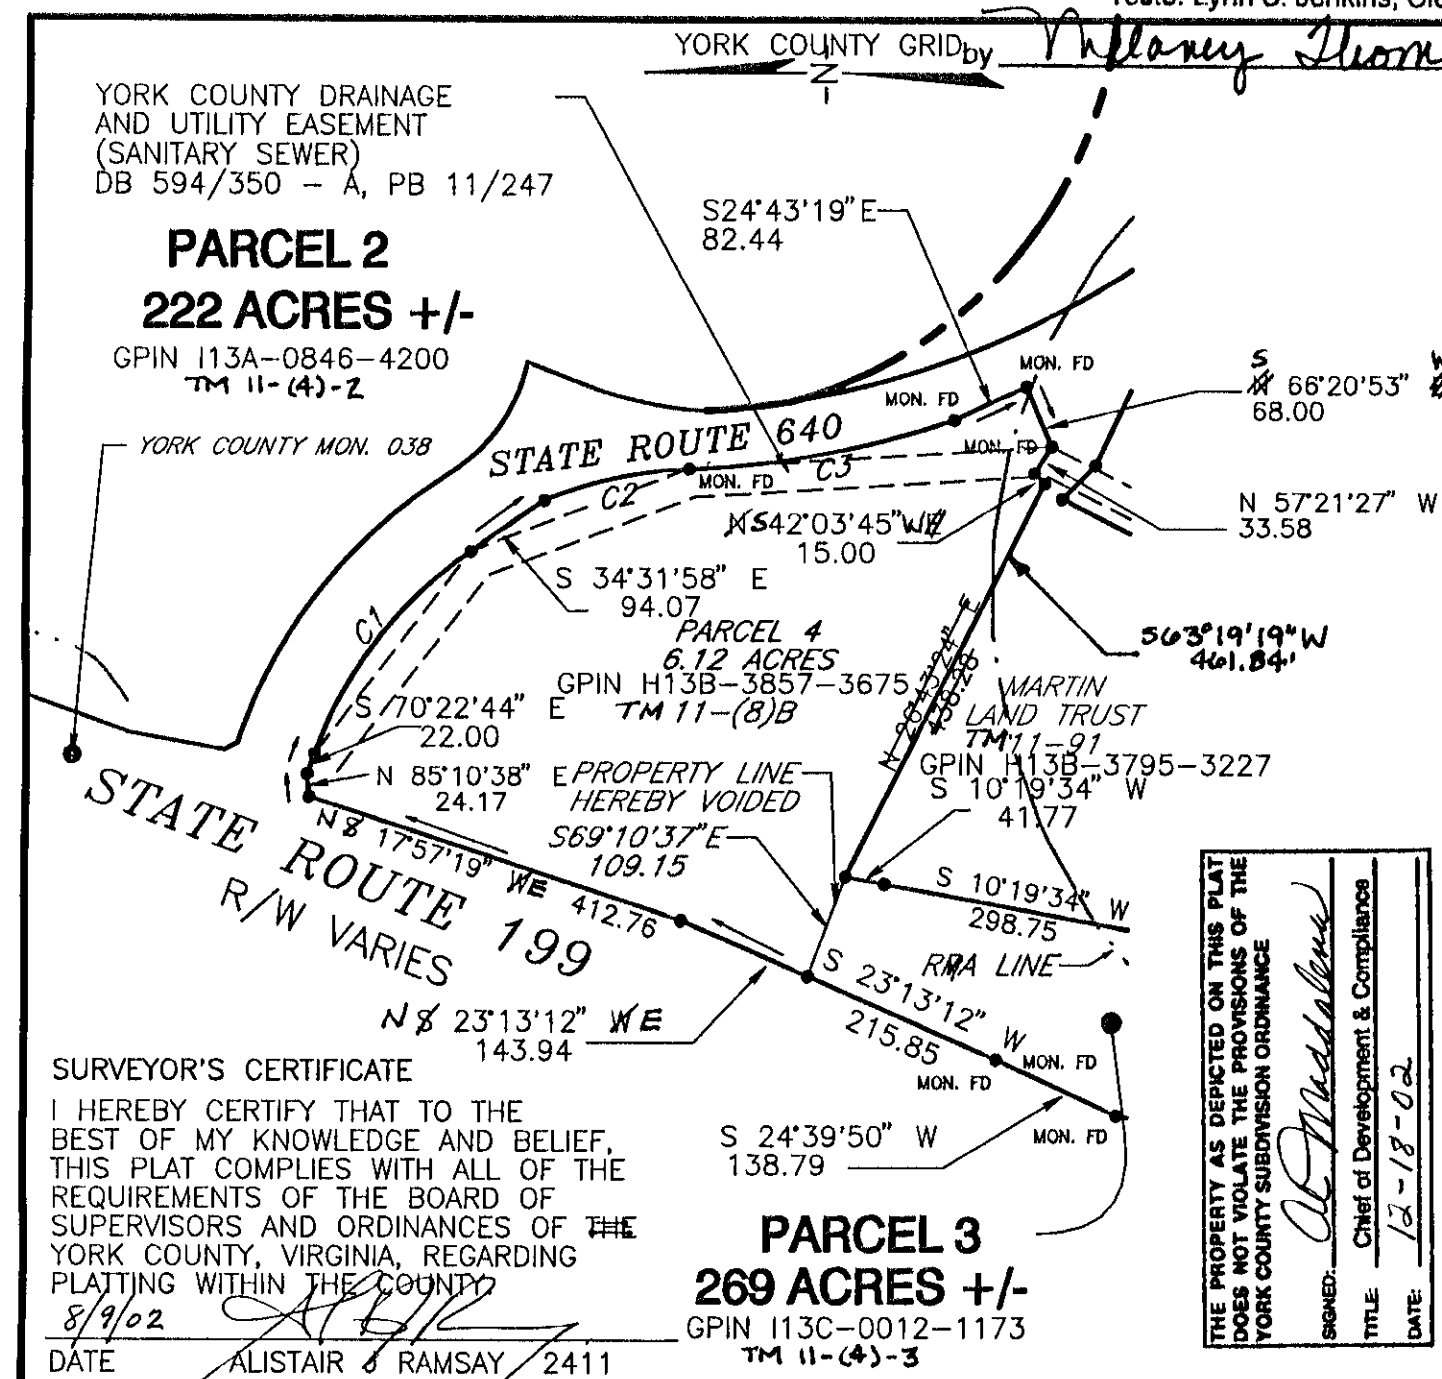 YORK COUNTY GRID by
N
YORK COUNTY DRAINAGE
AND UTILITY EASEMENT
(SANITARY SEWER)
DB 594/350 – A, PB 11/247
PARCEL 2
222 ACRES +/-
GPIN I13A–0846–4200
TM 11-(4)-2
YORK COUNTY MON. 038
S24°43'19"E
82.44
MON. FD
MON. FD
S 66°20'53" W
68.00
STATE ROUTE 640
MON. FD
MON. FD
C3
C2
C1
N 57°21'27" W
33.58
S42°03'45"W
15.00
S 34°31'58" E
94.07
PARCEL 4
6.12 ACRES
GPIN H13B–3857–3675
TM 11-(8)B
N 26°43'24" E
438.28
S63°19'19"W
461.84'
MARTIN
LAND TRUST
TM 11-91
GPIN H13B–3795–3227
S 70°22'44" E
22.00
N 85°10'38" E
24.17
PROPERTY LINE
HEREBY VOIDED
S 10°19'34" W
41.77
S69°10'37"E
109.15
N 17°57'19" E
412.76
STATE ROUTE 199
R/W VARIES
S 10°19'34" W
298.75
RMA LINE
S 23°13'12" W
215.85
N 23°13'12" E
143.94
MON. FD
MON. FD
MON. FD
S 24°39'50" W
138.79
SURVEYOR'S CERTIFICATE
I HEREBY CERTIFY THAT TO THE
BEST OF MY KNOWLEDGE AND BELIEF,
THIS PLAT COMPLIES WITH ALL OF THE
REQUIREMENTS OF THE BOARD OF
SUPERVISORS AND ORDINANCES OF THE
YORK COUNTY, VIRGINIA, REGARDING
PLATTING WITHIN THE COUNTY.
8/9/02
DATE ALISTAIR J RAMSAY 2411
PARCEL 3
269 ACRES +/-
GPIN I13C–0012–1173
TM 11-(4)-3
THE PROPERTY AS DEPICTED ON THIS PLAT
DOES NOT VIOLATE THE PROVISIONS OF THE
YORK COUNTY SUBDIVISION ORDINANCE
SIGNED:
TITLE: Chief of Development & Compliance
DATE: 12-18-02